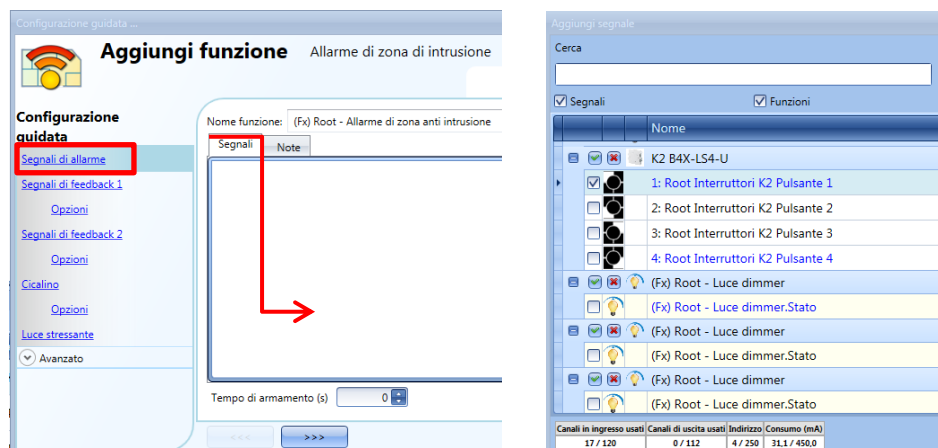 Configurazione guidata ...
Aggiungi funzione
Allarme di zona di intrusione
Configurazione
guidata
Segnali di allarme
Segnali di feedback 1
Opzioni
Segnali di feedback 2
Opzioni
Cicalino
Opzioni
Luce stressante
Avanzato
Nome funzione: (Fx) Root - Allarme di zona anti intrusione
Segnali
Note
Tempo di armamento (s) 0
<<<
>>>
Aggiungi segnale
Cerca
Segnali
Funzioni
Nome
K2 B4X-LS4-U
1: Root Interruttori K2 Pulsante 1
2: Root Interruttori K2 Pulsante 2
3: Root Interruttori K2 Pulsante 3
4: Root Interruttori K2 Pulsante 4
(Fx) Root - Luce dimmer
(Fx) Root - Luce dimmer.Stato
(Fx) Root - Luce dimmer
(Fx) Root - Luce dimmer.Stato
(Fx) Root - Luce dimmer
(Fx) Root - Luce dimmer.Stato
Canali in ingresso usati Canali di uscita usati Indirizzo Consumo (mA)
17 / 120 0 / 112 4 / 250 31,1 / 450,0